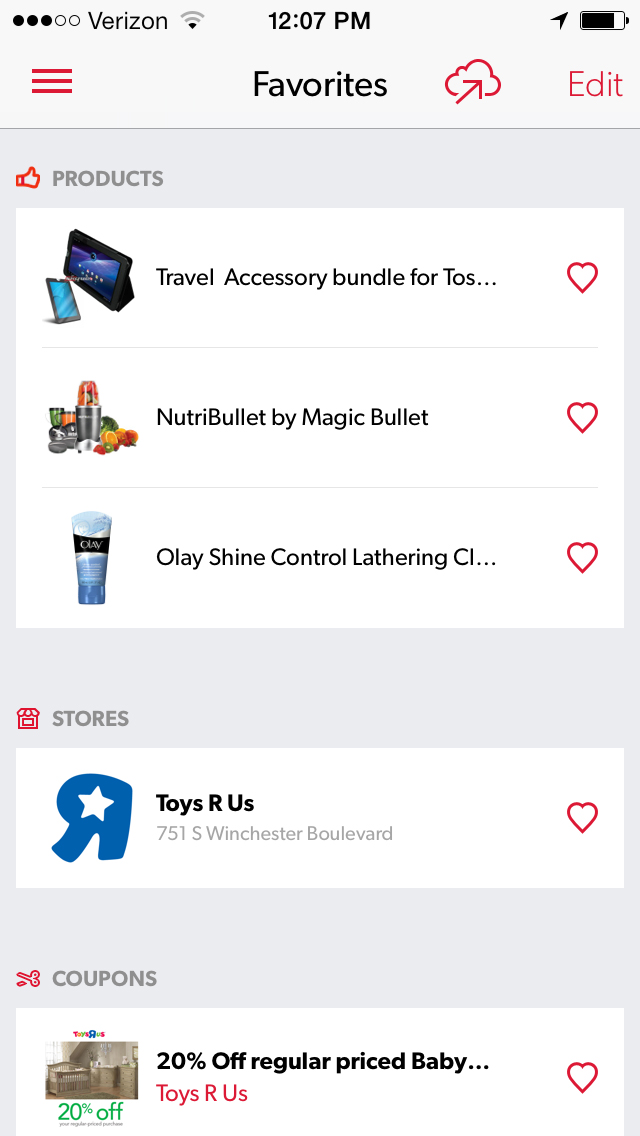 Verizon 12:07 PM
Favorites Edit
PRODUCTS
Travel Accessory bundle for Tos...
NutriBullet by Magic Bullet
OLAY
Olay Shine Control Lathering Cl...
STORES
Toys R Us
751 S Winchester Boulevard
COUPONS
ToysRUs
20% off
your regular-priced purchase
20% Off regular priced Baby...
Toys R Us